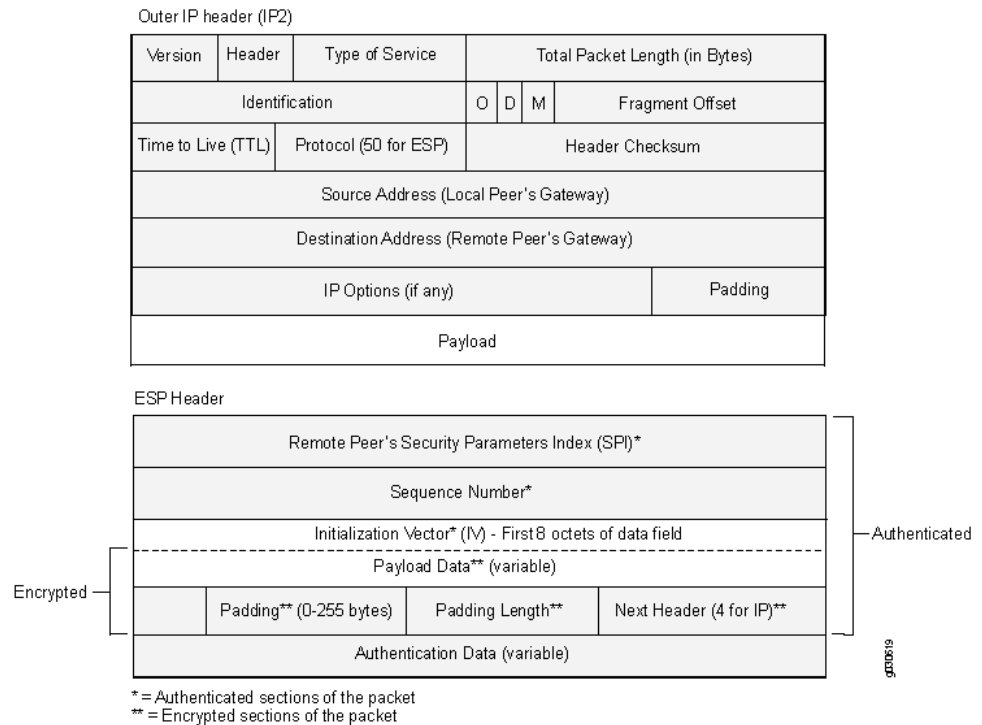 Outer IP header (IP2)
Version Header Type of Service Total Packet Length (in Bytes)
Identification O D M Fragment Offset
Time to Live (TTL) Protocol (50 for ESP) Header Checksum
Source Address (Local Peer's Gateway)
Destination Address (Remote Peer's Gateway)
IP Options (if any) Padding
Payload
ESP Header
Remote Peer's Security Parameters Index (SPI)*
Sequence Number*
Initialization Vector* (IV) - First 8 octets of data field
Authenticated
Payload Data** (variable)
Encrypted
Padding** (0-255 bytes) Padding Length** Next Header (4 for IP)**
Authentication Data (variable)
g030619
* = Authenticated sections of the packet
** = Encrypted sections of the packet